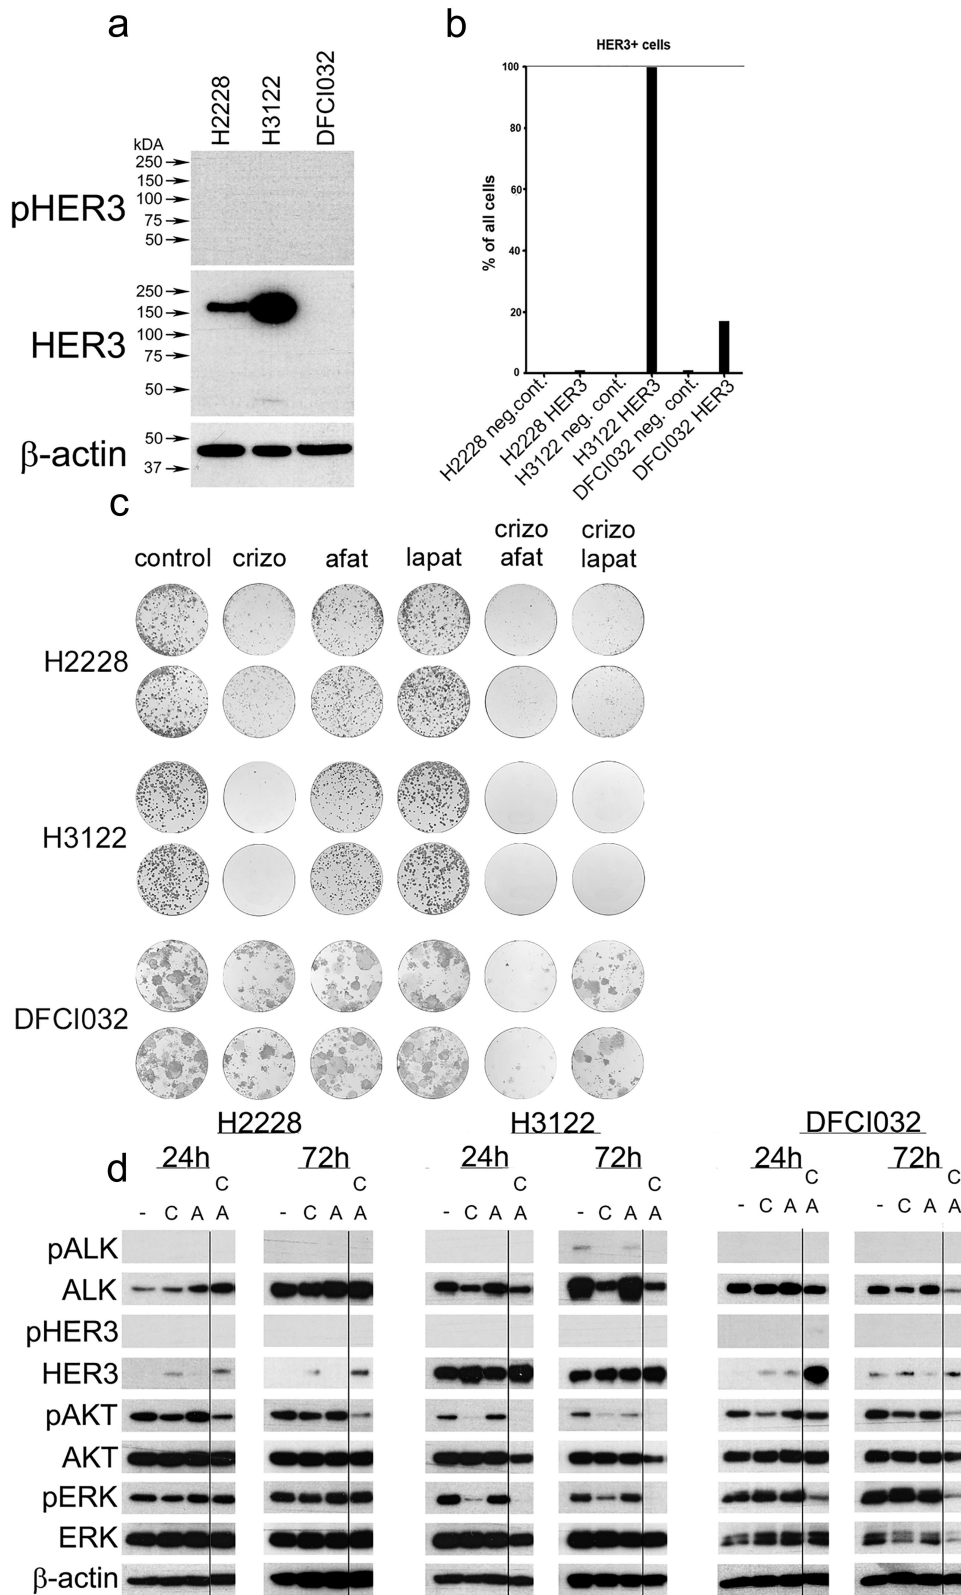 a
H2228
H3122
DFCI032
kDA
pHER3
250
150
100
75
50
HER3
250
150
100
75
50
β-actin
50
37
b
HER3+ cells
% of all cells
100
80
60
40
20
0
H2228 neg.cont.
H2228 HER3
H3122 neg. cont.
H3122 HER3
DFCI032 neg. cont.
DFCI032 HER3
c
control crizo afat lapat crizo afat crizo lapat
H2228
H3122
DFCI032
d
H2228 H3122 DFCI032
24h 72h 24h 72h 24h 72h
C C C C C C
- C A A - C A A - C A A - C A A - C A A - C A A
pALK
ALK
pHER3
HER3
pAKT
AKT
pERK
ERK
β-actin